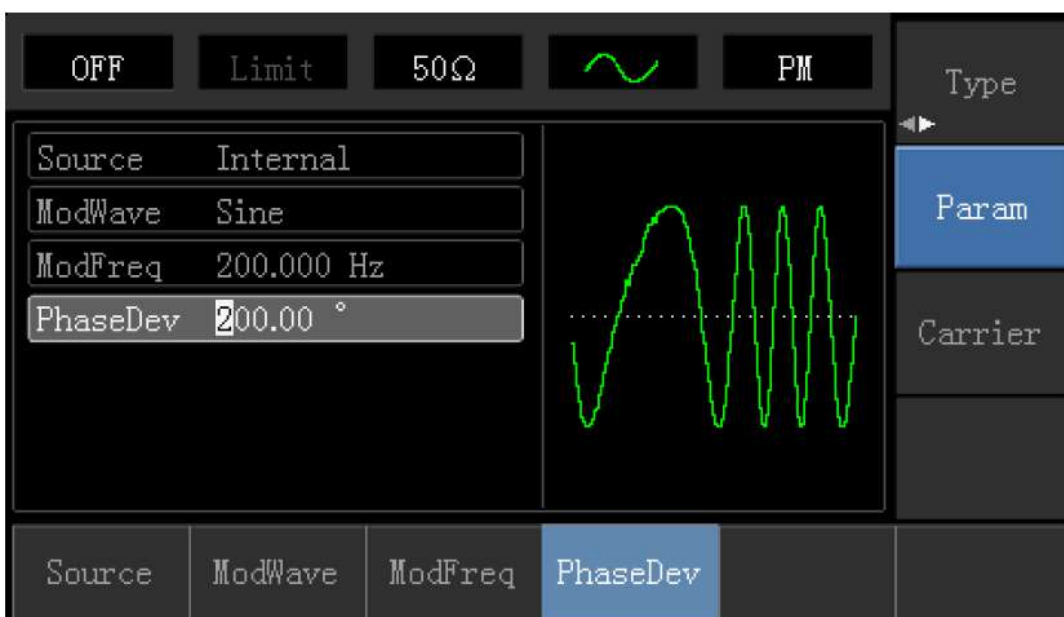 OFF Limit 50Ω PM
Type
Source Internal
ModWave Sine
ModFreq 200.000 Hz
PhaseDev 200.00 °
Param
Carrier
Source ModWave ModFreq PhaseDev